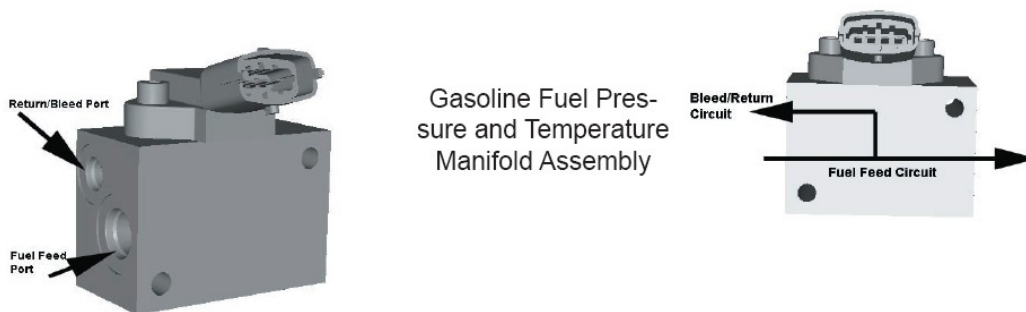 Return/Bleed Port
Fuel Feed
Port
Gasoline Fuel Pres-
sure and Temperature
Manifold Assembly
Bleed/Return
Circuit
Fuel Feed Circuit